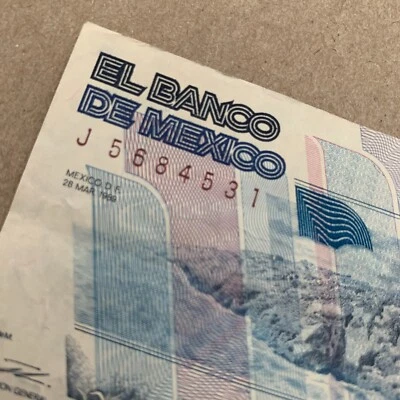 EL BANCO
DE MEXICO
J 5684531
MEXICO D.F.
28 MAR. 1989